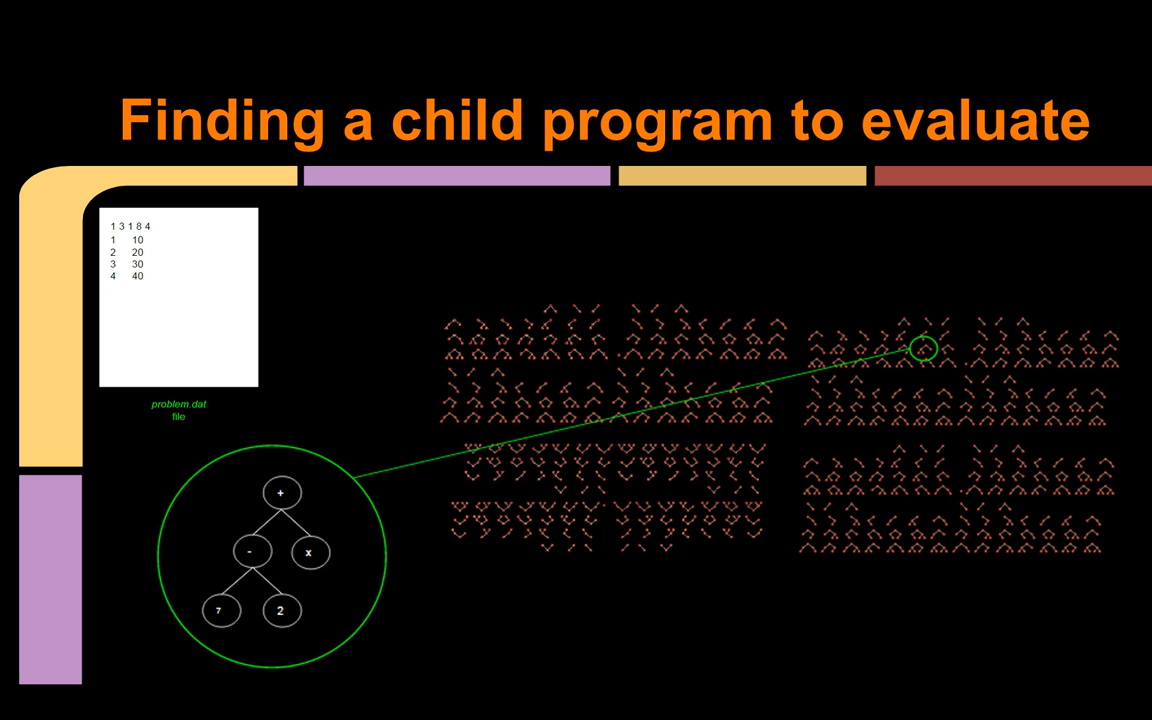 Finding a child program to evaluate
1 3 1 8 4
1 10
2 20
3 30
4 40
problem.dat
file
+
- x
7 2